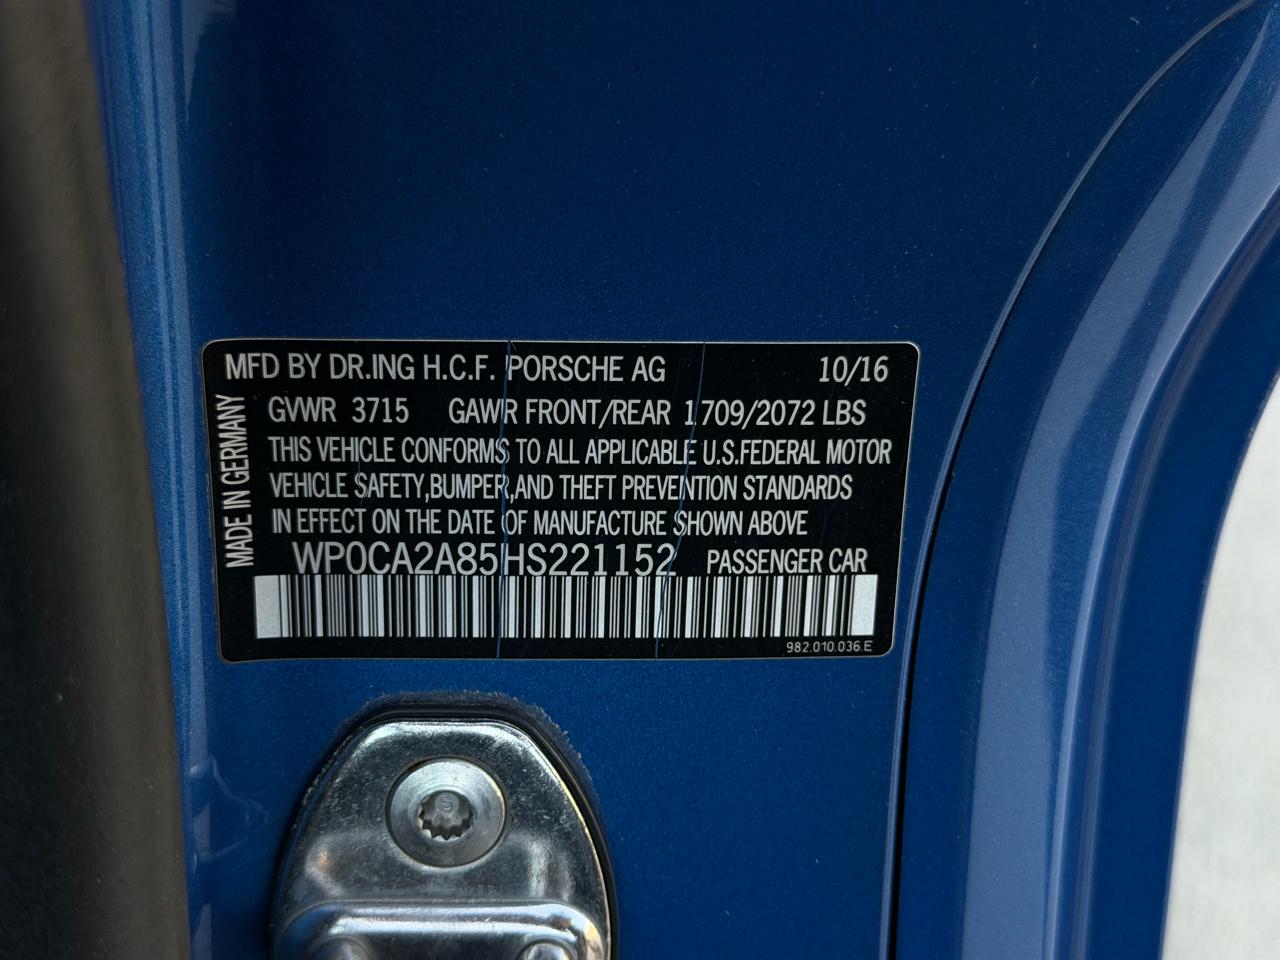 MFD BY DR.ING H.C.F. PORSCHE AG 10/16
GVWR 3715 GAWR FRONT/REAR 1709/2072 LBS
THIS VEHICLE CONFORMS TO ALL APPLICABLE U.S.FEDERAL MOTOR
VEHICLE SAFETY,BUMPER,AND THEFT PREVENTION STANDARDS
IN EFFECT ON THE DATE OF MANUFACTURE SHOWN ABOVE
WP0CA2A85HS221152 PASSENGER CAR
982.010.036.E
MADE IN GERMANY